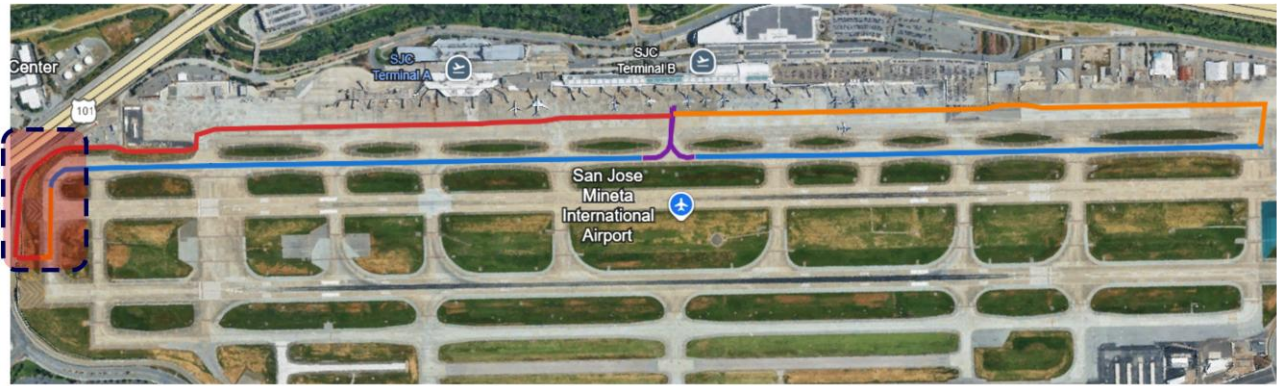 Center
101
SJC
Terminal A
SJC
Terminal B
San Jose
Mineta
International
Airport